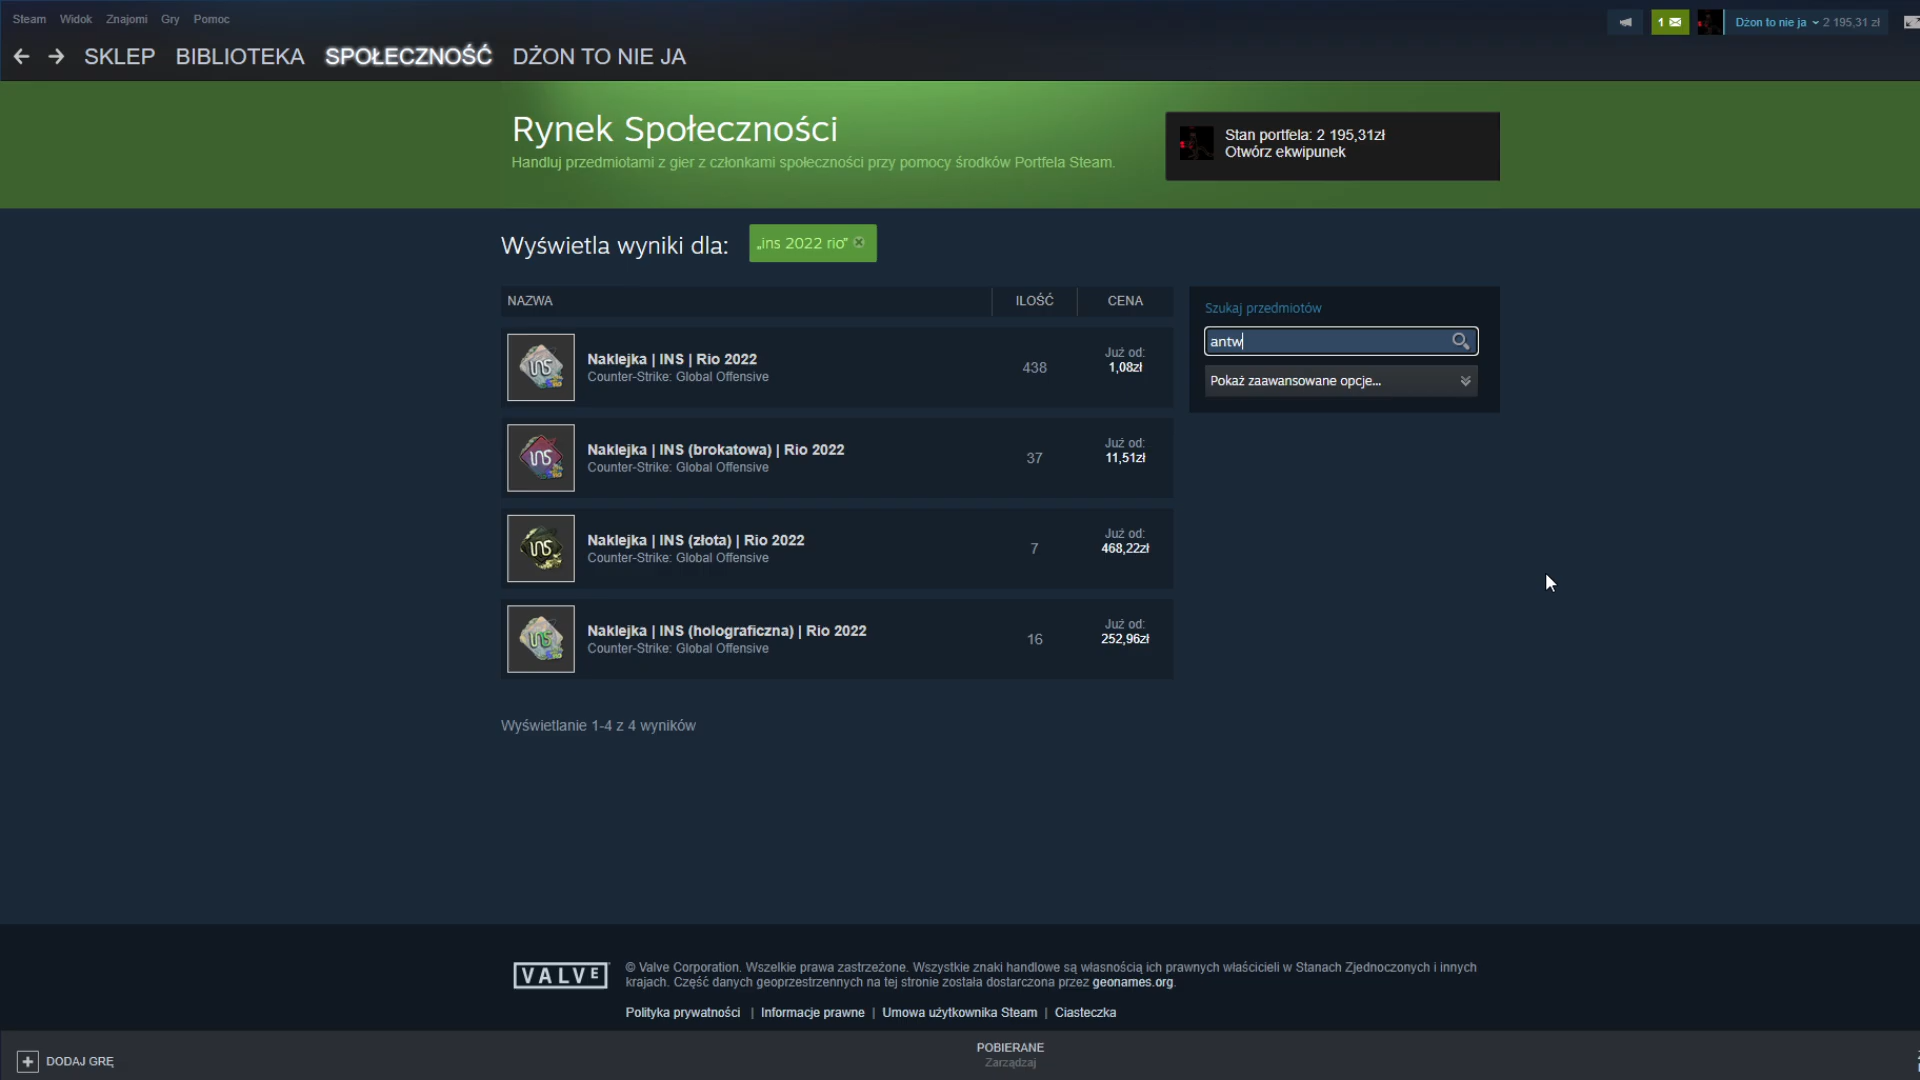 Steam Widok Znajomi Gry Pomoc
1
Dżon to nie ja 2 195,31 zł
SKLEP BIBLIOTEKA SPOŁECZNOŚĆ DŻON TO NIE JA
Rynek Społeczności
Handluj przedmiotami z gier z członkami społeczności przy pomocy środków Portfela Steam.
Stan portfela: 2 195,31zł
Otwórz ekwipunek
Wyświetla wyniki dla: „ins 2022 rio”
NAZWA ILOŚĆ CENA
Naklejka | INS | Rio 2022
Counter-Strike: Global Offensive
438
Już od:
1,08zł
Naklejka | INS (brokatowa) | Rio 2022
Counter-Strike: Global Offensive
37
Już od:
11,51zł
Naklejka | INS (złota) | Rio 2022
Counter-Strike: Global Offensive
7
Już od:
468,22zł
Naklejka | INS (holograficzna) | Rio 2022
Counter-Strike: Global Offensive
16
Już od:
252,96zł
Wyświetlanie 1-4 z 4 wyników
Szukaj przedmiotów
antw
Pokaż zaawansowane opcje...
VALVE
© Valve Corporation. Wszelkie prawa zastrzeżone. Wszystkie znaki handlowe są własnością ich prawnych właścicieli w Stanach Zjednoczonych i innych
krajach. Część danych geoprzestrzennych na tej stronie została dostarczona przez geonames.org.
Polityka prywatności | Informacje prawne | Umowa użytkownika Steam | Ciasteczka
DODAJ GRĘ
POBIERANE
Zarządzaj